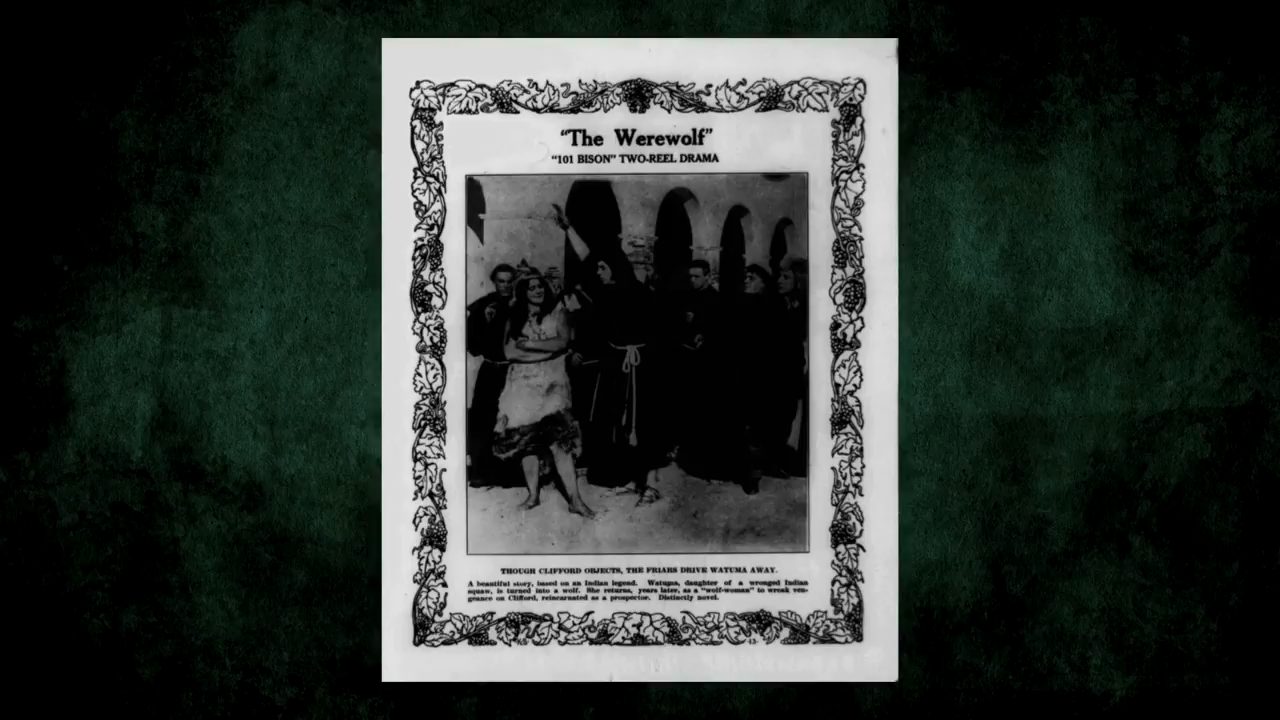 “The Werewolf”
“101 BISON” TWO-REEL DRAMA
THOUGH CLIFFORD OBJECTS, THE FRIARS DRIVE WATUMA AWAY.
A beautiful story, based on an Indian legend. Watuma, daughter of a wronged Indian
squaw, is turned into a wolf. She returns, years later, as a “wolf-woman” to wreak ven-
geance on Clifford, reincarnated as a prospector. Distinctly novel.